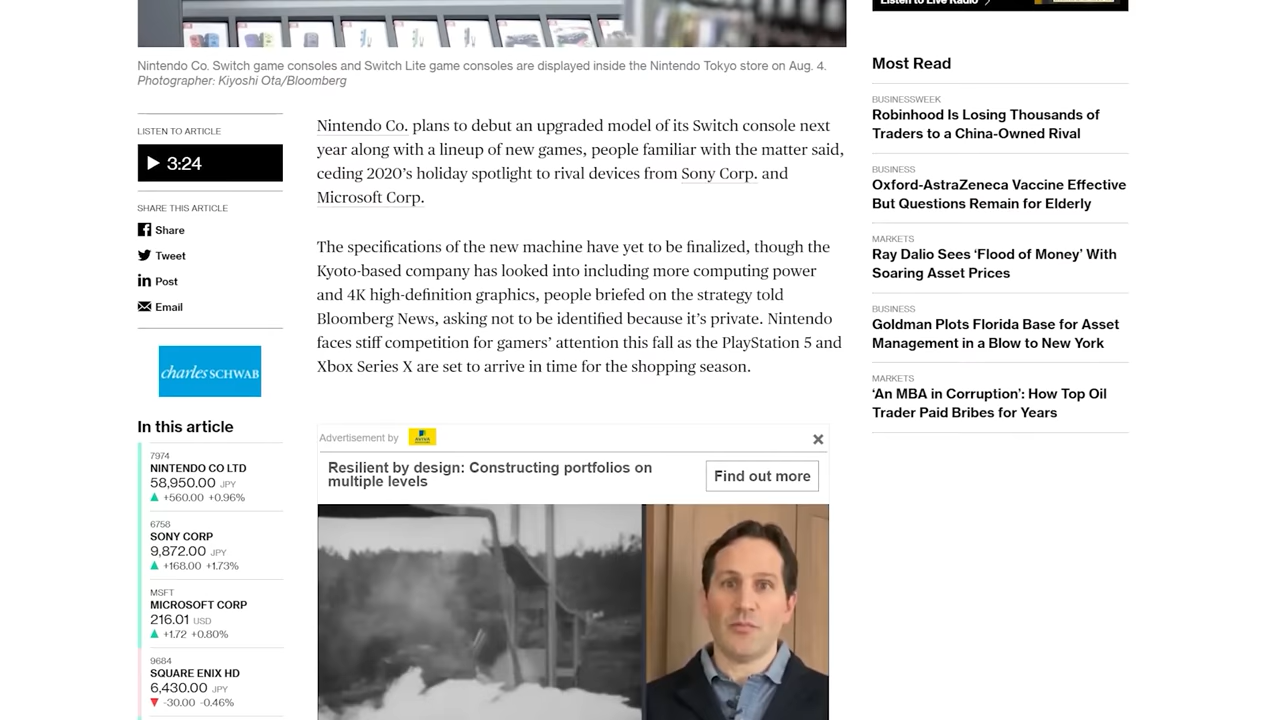 Listen to Live Radio
Nintendo Co. Switch game consoles and Switch Lite game consoles are displayed inside the Nintendo Tokyo store on Aug. 4.
Photographer: Kiyoshi Ota/Bloomberg
LISTEN TO ARTICLE
3:24
SHARE THIS ARTICLE
Share
Tweet
Post
Email
charles SCHWAB
In this article
7974
NINTENDO CO LTD
58,950.00 JPY
+560.00 +0.96%
6758
SONY CORP
9,872.00 JPY
+168.00 +1.73%
MSFT
MICROSOFT CORP
216.01 USD
+1.72 +0.80%
9684
SQUARE ENIX HD
6,430.00 JPY
-30.00 -0.46%
Nintendo Co. plans to debut an upgraded model of its Switch console next
year along with a lineup of new games, people familiar with the matter said,
ceding 2020’s holiday spotlight to rival devices from Sony Corp. and
Microsoft Corp.
The specifications of the new machine have yet to be finalized, though the
Kyoto-based company has looked into including more computing power
and 4K high-definition graphics, people briefed on the strategy told
Bloomberg News, asking not to be identified because it’s private. Nintendo
faces stiff competition for gamers’ attention this fall as the PlayStation 5 and
Xbox Series X are set to arrive in time for the shopping season.
Advertisement by
Resilient by design: Constructing portfolios on
multiple levels
Find out more
Most Read
BUSINESSWEEK
Robinhood Is Losing Thousands of
Traders to a China-Owned Rival
BUSINESS
Oxford-AstraZeneca Vaccine Effective
But Questions Remain for Elderly
MARKETS
Ray Dalio Sees ‘Flood of Money’ With
Soaring Asset Prices
BUSINESS
Goldman Plots Florida Base for Asset
Management in a Blow to New York
MARKETS
‘An MBA in Corruption’: How Top Oil
Trader Paid Bribes for Years